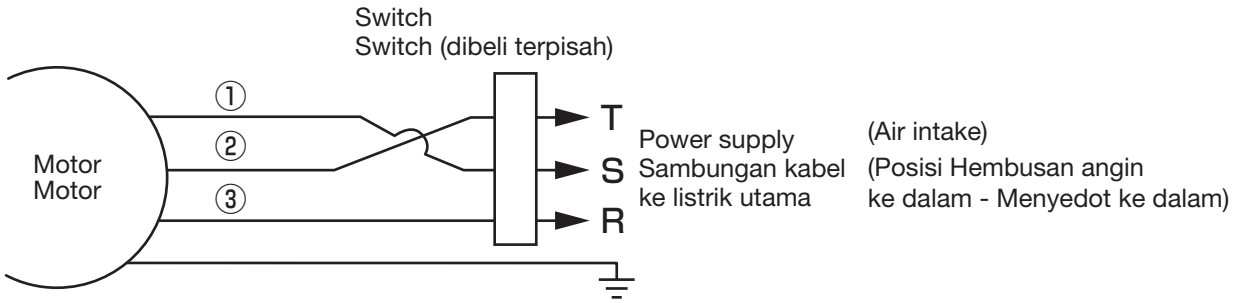 Switch
Switch (dibeli terpisah)
①
②
③
Motor
Motor
T
S
R
Power supply
Sambungan kabel
ke listrik utama
(Air intake)
(Posisi Hembusan angin
ke dalam - Menyedot ke dalam)